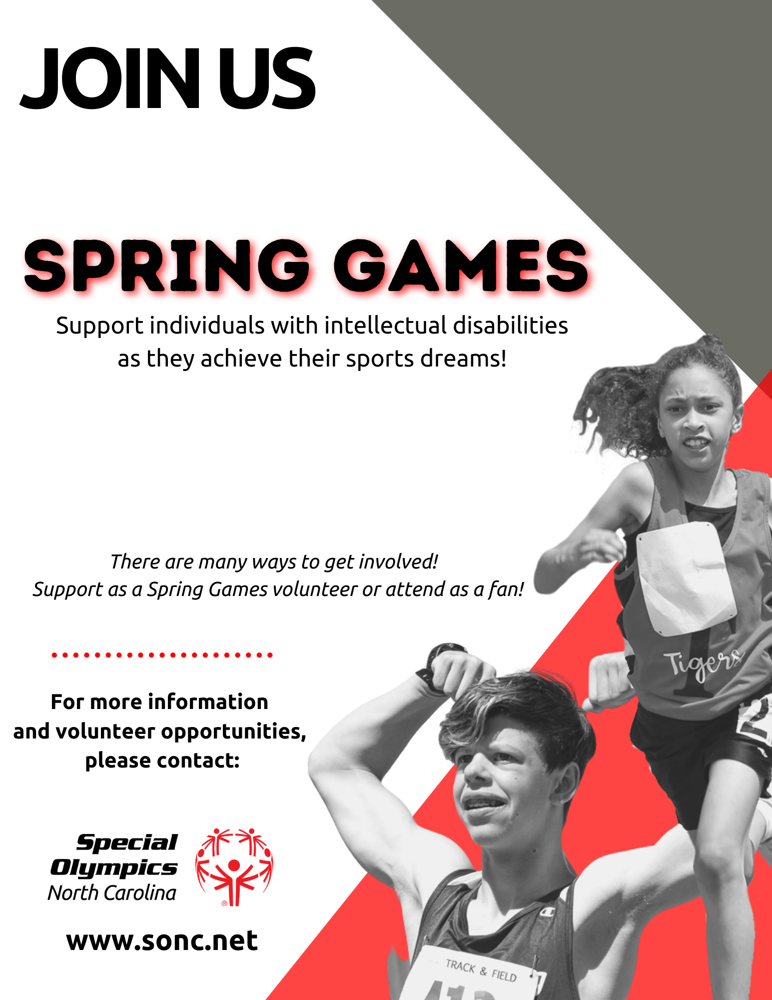 JOIN US
SPRING GAMES
Support individuals with intellectual disabilities
as they achieve their sports dreams!
There are many ways to get involved!
Support as a Spring Games volunteer or attend as a fan!
Tigers
For more information
and volunteer opportunities,
please contact:
Special
Olympics
North Carolina
®
www.sonc.net
TRACK & FIELD